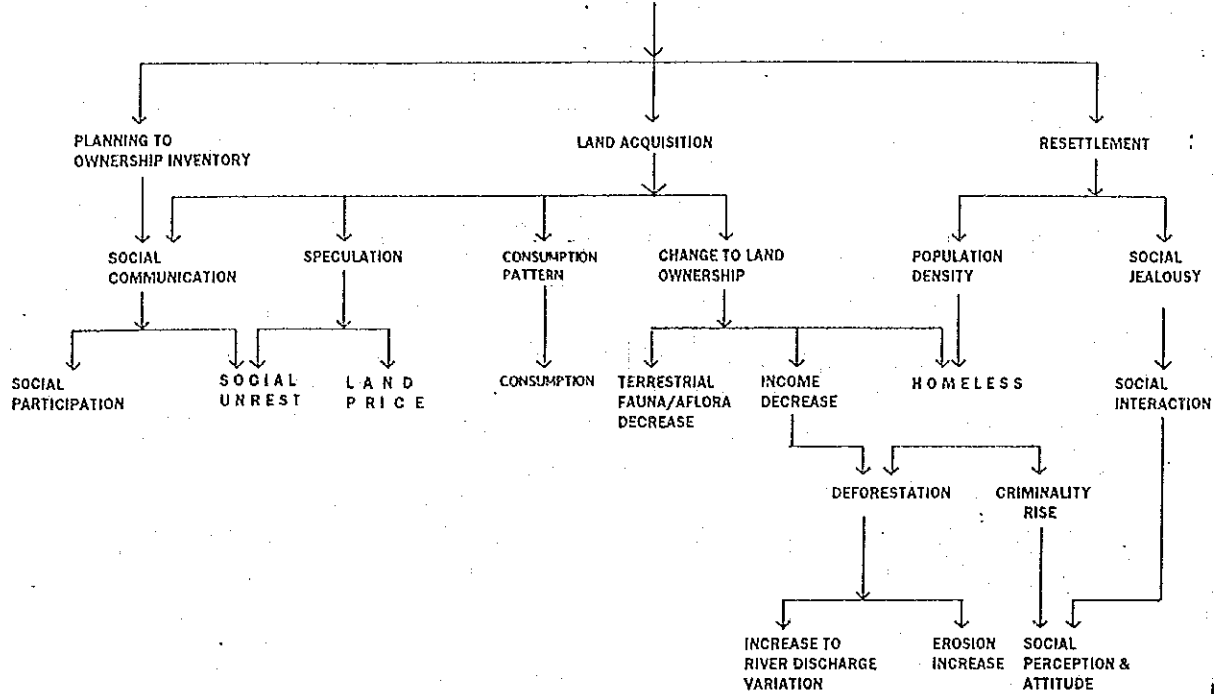 PLANNING TO
OWNERSHIP INVENTORY
LAND ACQUISITION
RESETTLEMENT
SOCIAL
COMMUNICATION
SPECULATION
CONSUMPTION
PATTERN
CHANGE TO LAND
OWNERSHIP
POPULATION
DENSITY
SOCIAL
JEALOUSY
SOCIAL
PARTICIPATION
SOCIAL
UNREST
LAND
PRICE
CONSUMPTION
TERRESTRIAL
FAUNA/AFLORA
DECREASE
INCOME
DECREASE
HOMELESS
SOCIAL
INTERACTION
DEFORESTATION
CRIMINALITY
RISE
INCREASE TO
RIVER DISCHARGE
VARIATION
EROSION
INCREASE
SOCIAL
PERCEPTION &
ATTITUDE